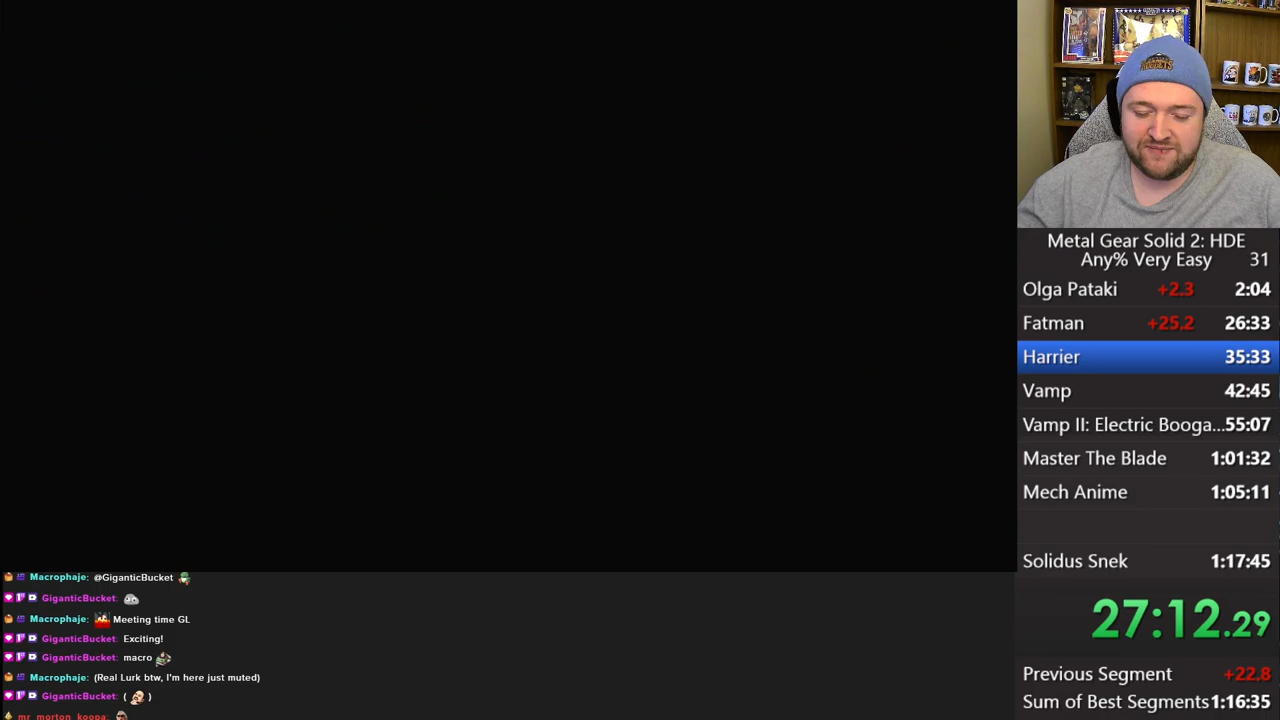 Metal Gear Solid 2: HDE
Any% Very Easy 31
Olga Pataki +2.3 2:04
Fatman +25.2 26:33
Harrier 35:33
Vamp 42:45
Vamp II: Electric Booga... 55:07
Master The Blade 1:01:32
Mech Anime 1:05:11
Solidus Snek 1:17:45
27:12.29
Previous Segment +22.8
Sum of Best Segments 1:16:35
Macrophaje: @GiganticBucket
GiganticBucket:
Macrophaje: Meeting time GL
GiganticBucket: Exciting!
GiganticBucket: macro
Macrophaje: (Real Lurk btw, I'm here just muted)
GiganticBucket: ( )
mr_morton_koopa: